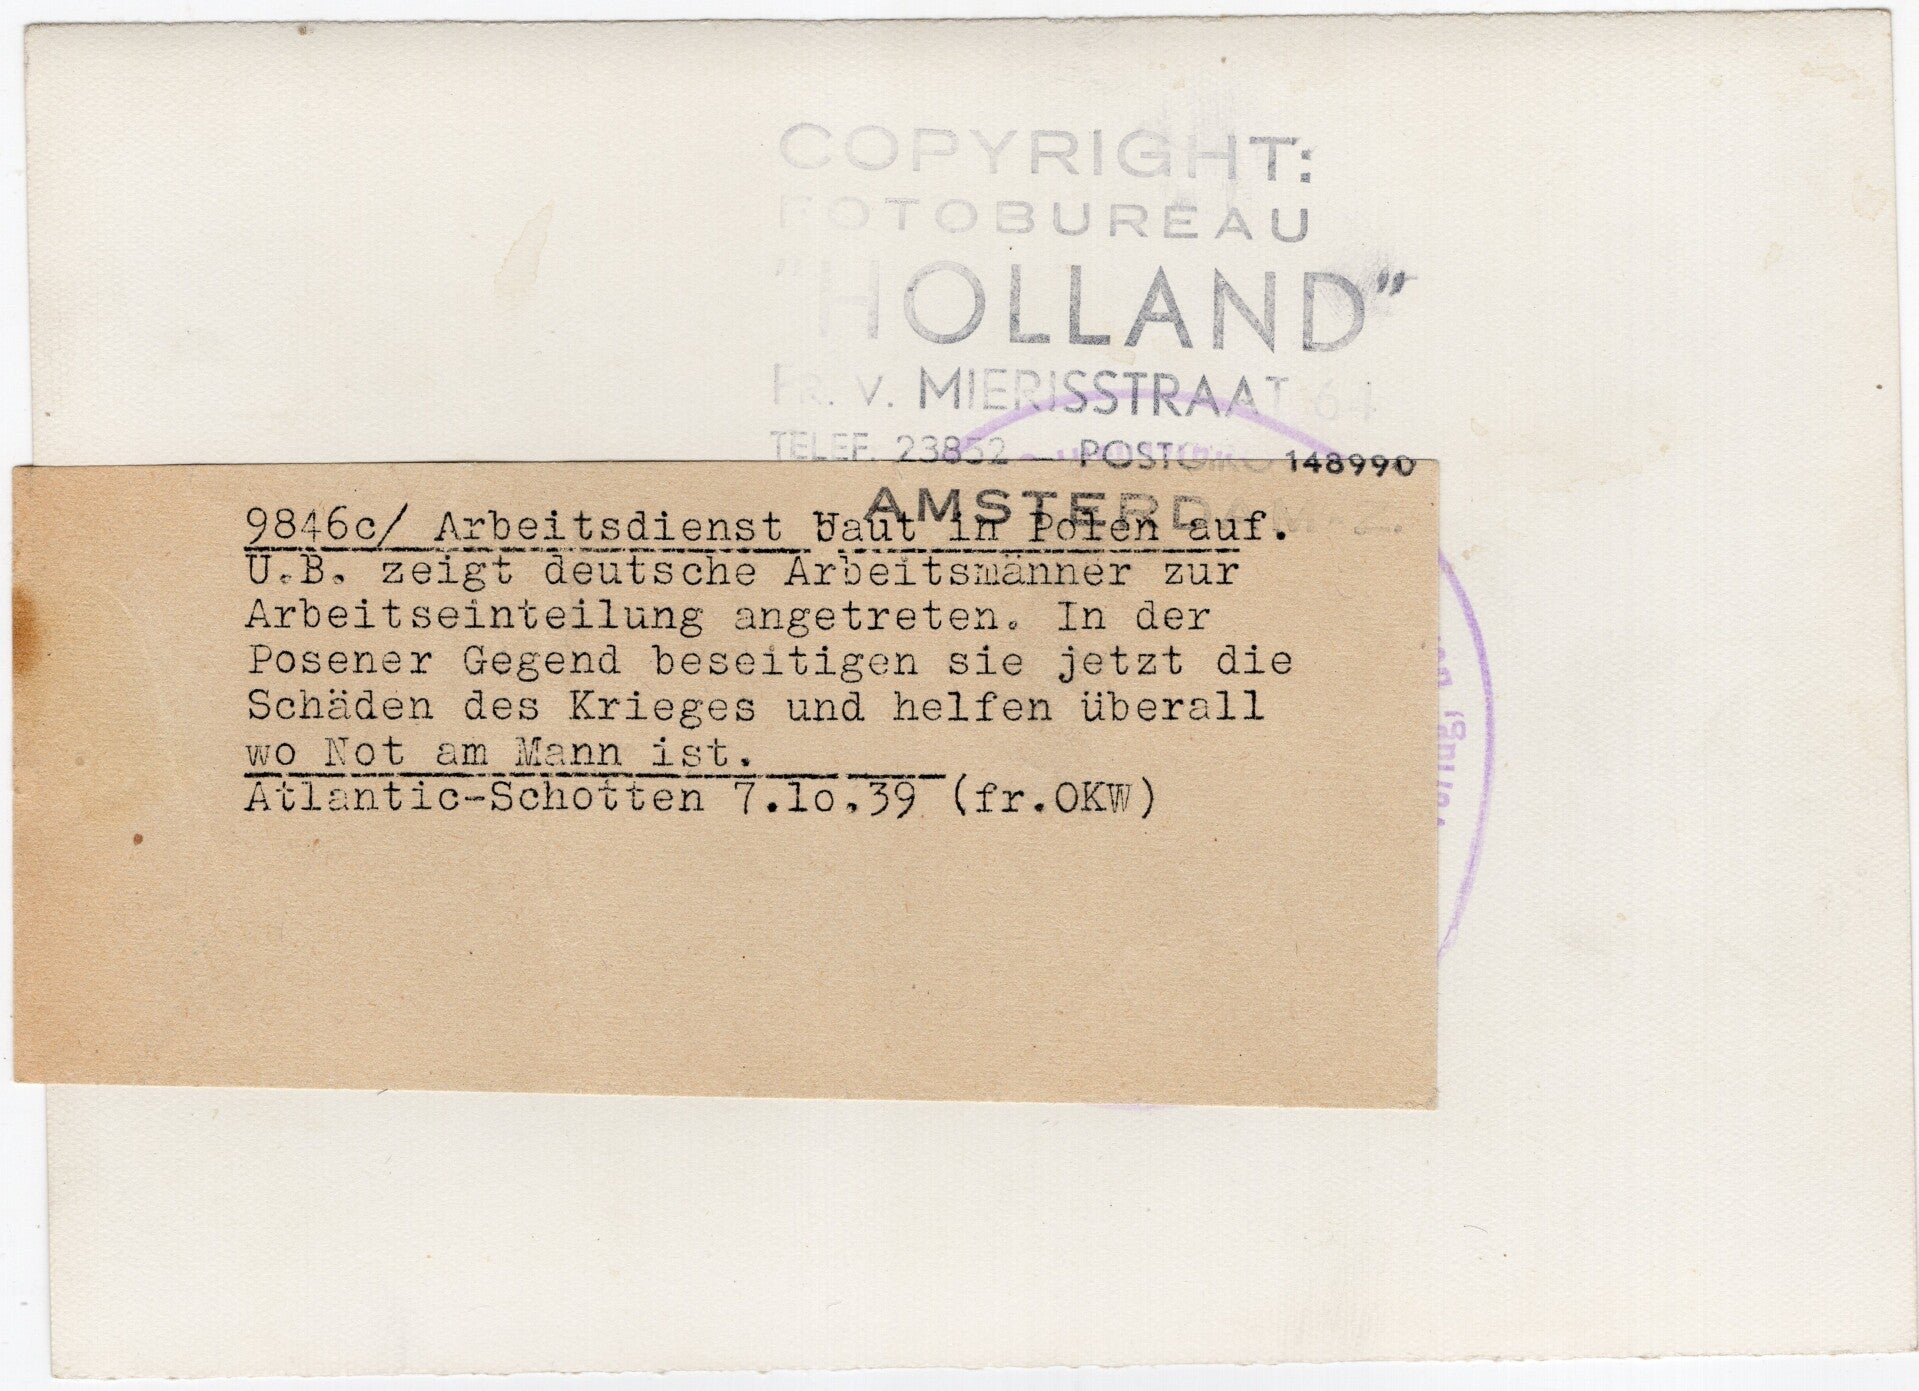 COPYRIGHT:
FOTOBUREAU
"HOLLAND"
FR. V. MIERISSTRAAT 64
TELEF. 23852 — POSTGIRO 148990
AMSTERDAM
9846c/ Arbeitsdienst baut in Polen auf.
U.B. zeigt deutsche Arbeitsmänner zur
Arbeitseinteilung angetreten. In der
Posener Gegend beseitigen sie jetzt die
Schäden des Krieges und helfen überall
wo Not am Mann ist.
Atlantic-Schotten 7.1o.39 (fr.OKW)